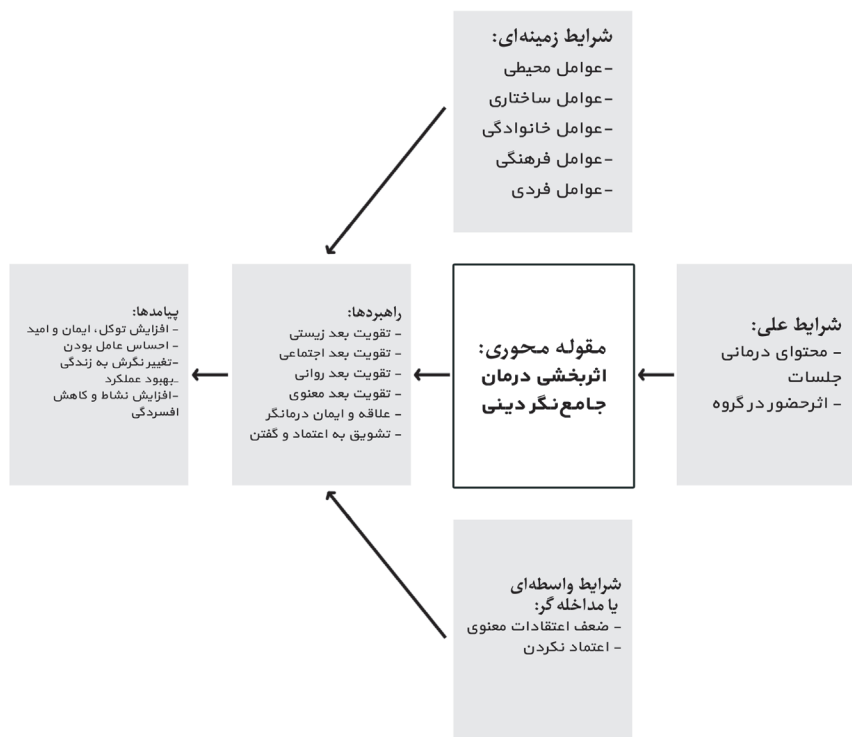 شرایط زمینه‌ای:
-عوامل محیطی
-عوامل ساختاری
-عوامل خانوادگی
-عوامل فرهنگی
-عوامل فردی
شرایط علی:
- محتوای درمانی
جلسات
- اثرحضور در گروه
مقوله محوری:
اثربخشی درمان
جامع‌نگر دینی
راهبردها:
- تقویت بعد زیستی
- تقویت بعد اجتماعی
- تقویت بعد روانی
- تقویت بعد معنوی
- علاقه و ایمان درمانگر
- تشویق به اعتماد و گفتن
پیامدها:
- افزایش توکل، ایمان و امید
- احساس عامل بودن
-تغییر نگرش به زندگی
_بهبود عملکرد
-افزایش نشاط و کاهش
افسردگی
شرایط واسطه‌ای
یا مداخله گر:
- ضعف اعتقادات معنوی
- اعتماد نکردن